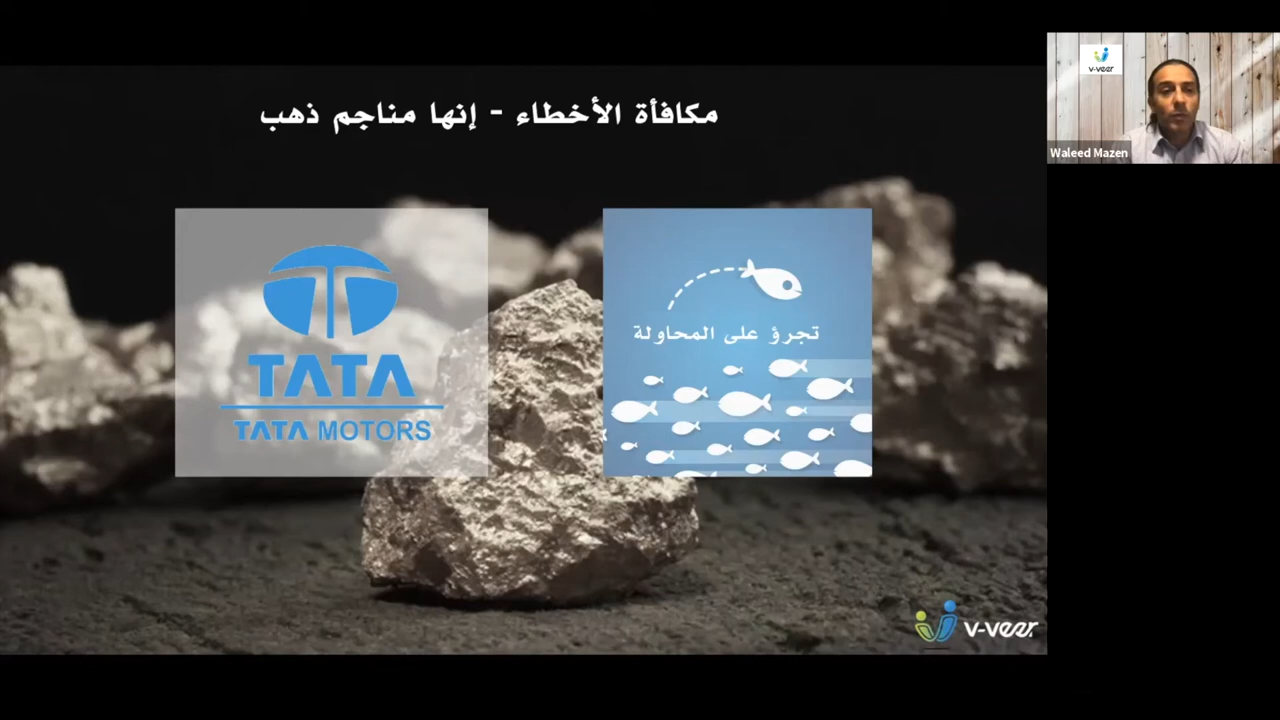 مكافأة الأخطاء - إنها مناجم ذهب
تجرؤ على المحاولة
TATA
TATA MOTORS
v-veer
v-veer
Waleed Mazen